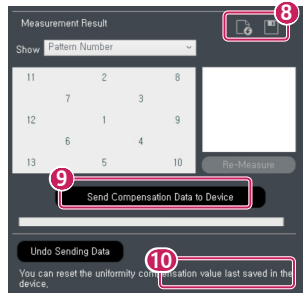 Measurement Result
8
Show Pattern Number
11 2 8
7 3
12 1 9
6 4
13 5 10
Re-Measure
9
Send Compensation Data to Device
Undo Sending Data
10
You can reset the uniformity compensation value last saved in the
device.